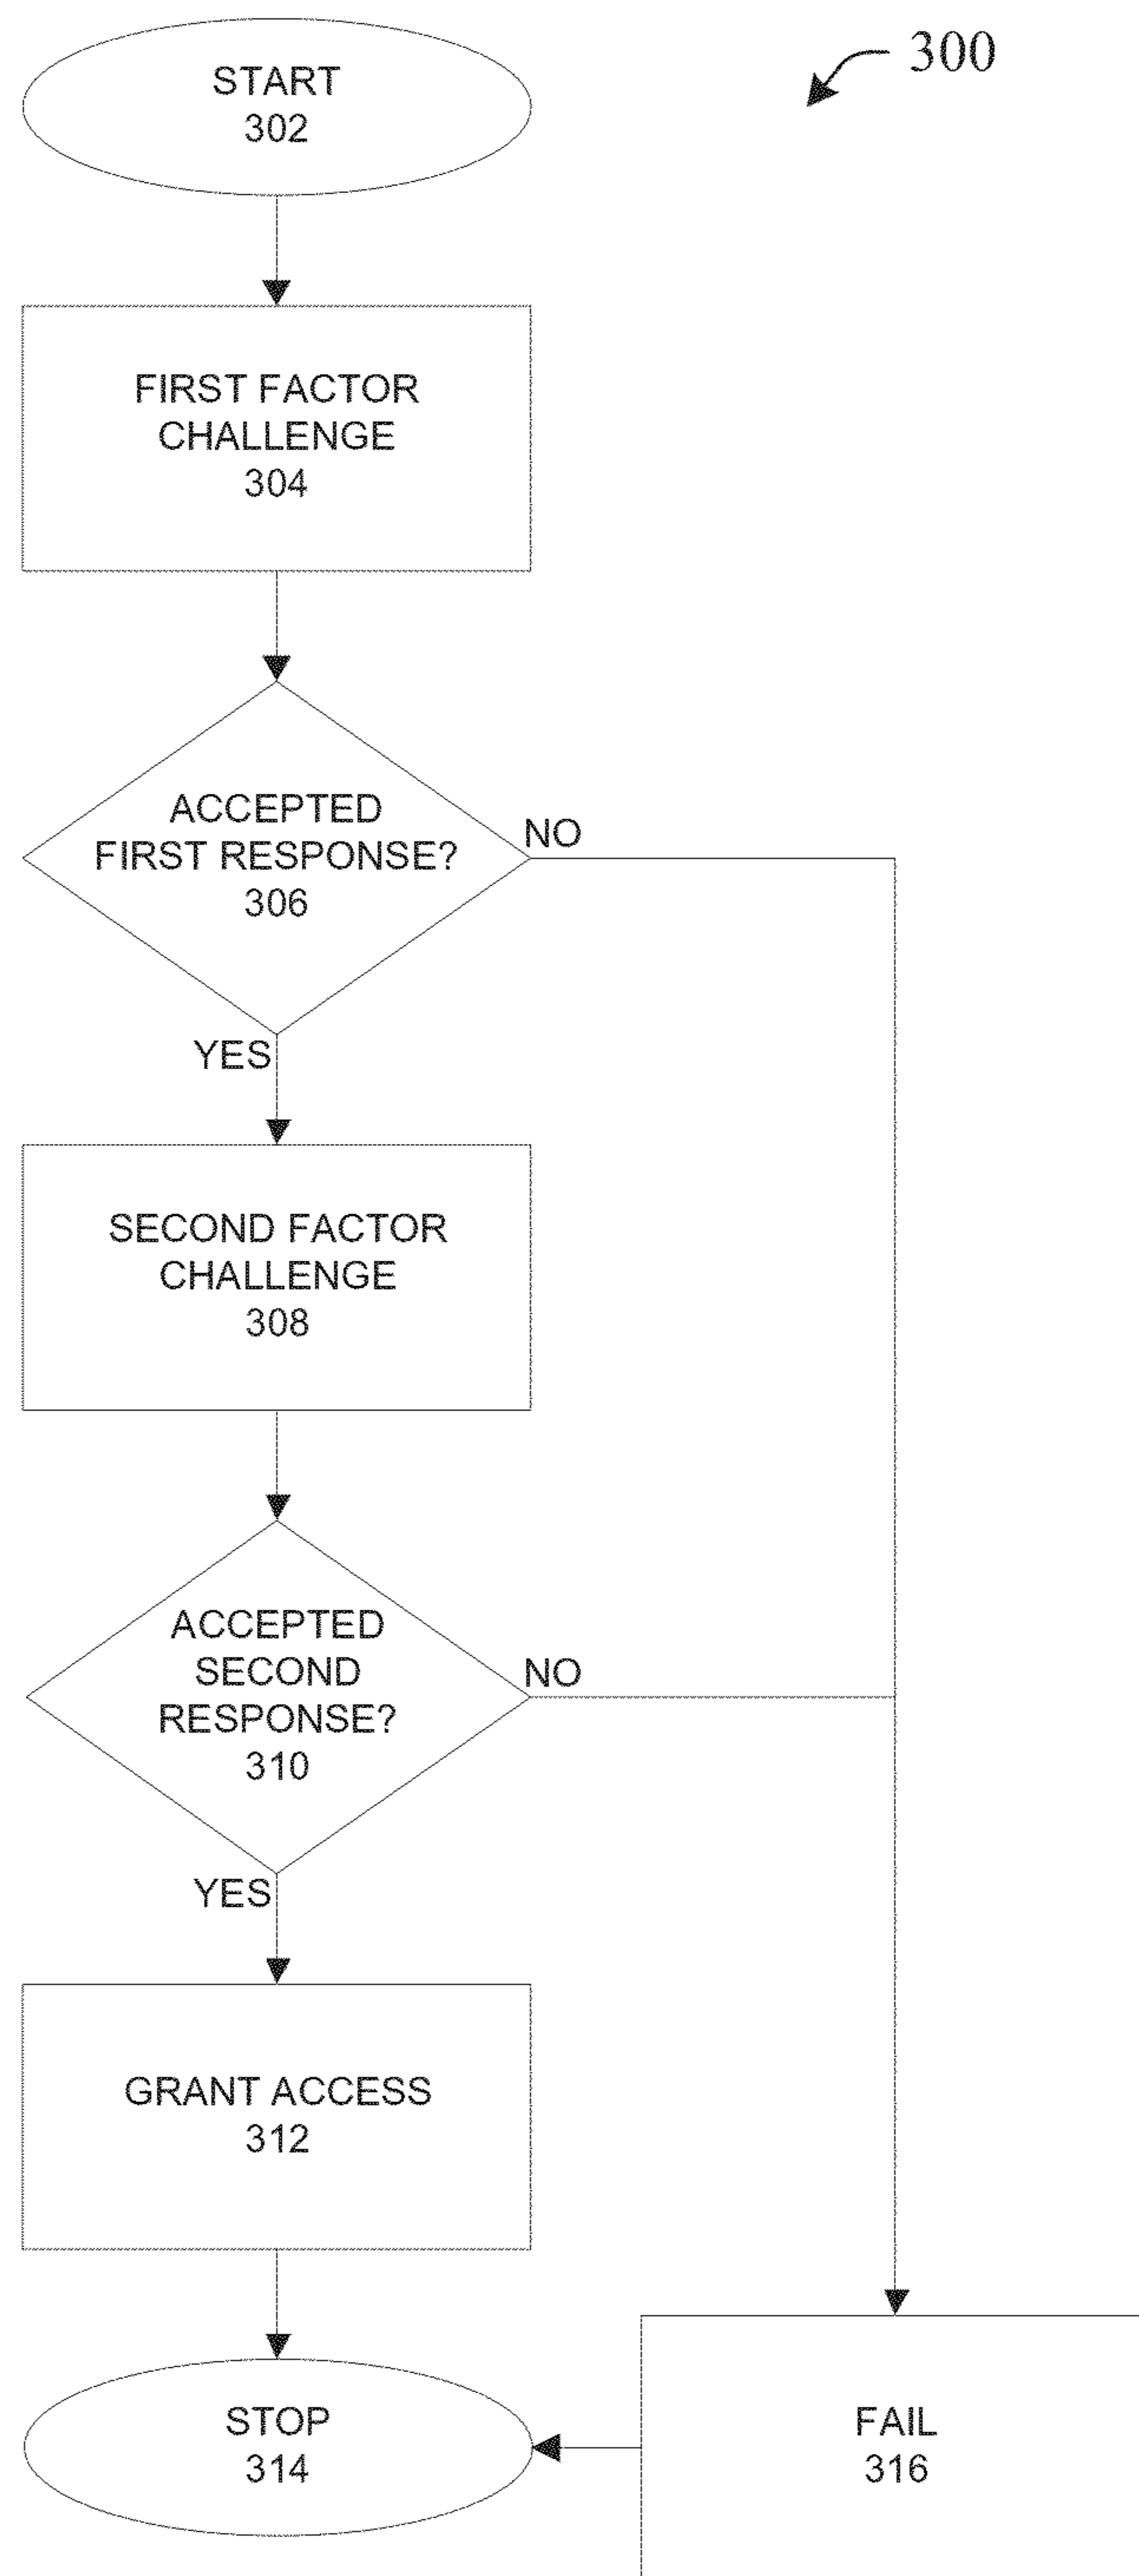 START
302
300
FIRST FACTOR
CHALLENGE
304
ACCEPTED
FIRST RESPONSE?
306
NO
YES
SECOND FACTOR
CHALLENGE
308
ACCEPTED
SECOND
RESPONSE?
310
NO
YES
GRANT ACCESS
312
STOP
314
FAIL
316